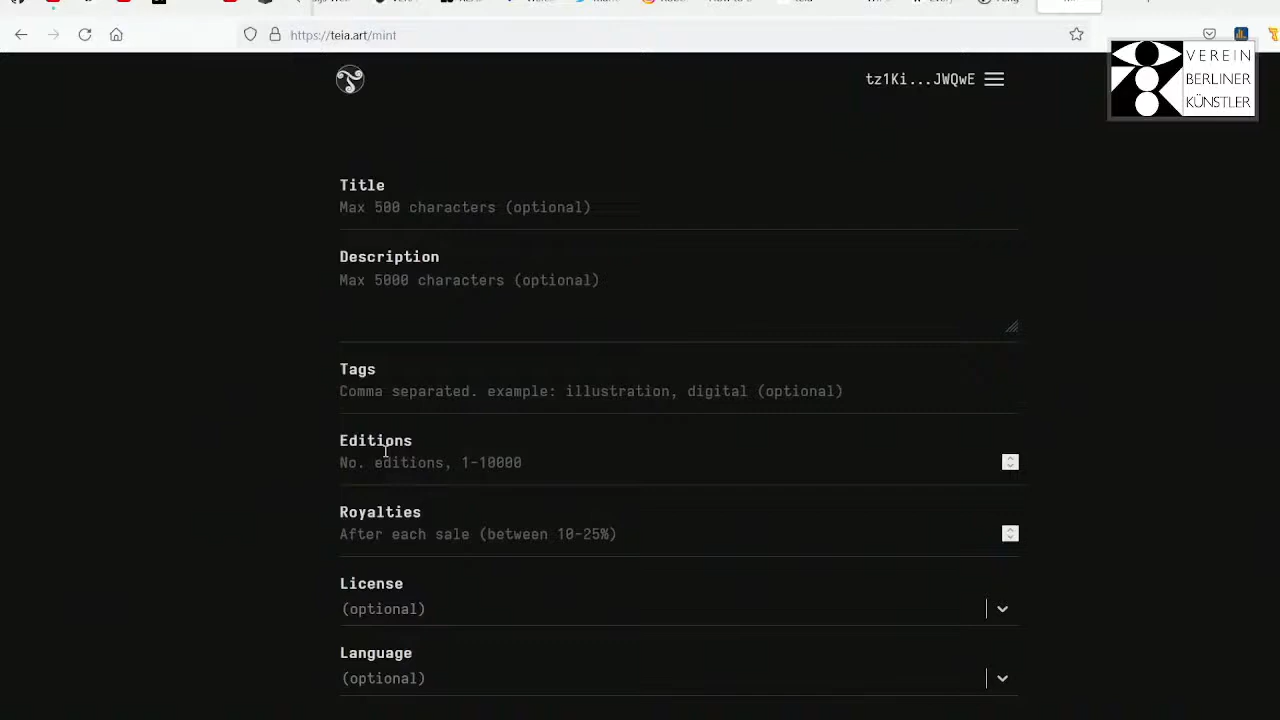 https://teia.art/mint
tz1Ki...JWQwE
VEREIN
BERLINER
KÜNSTLER
Title
Max 500 characters (optional)
Description
Max 5000 characters (optional)
Tags
Comma separated. example: illustration, digital (optional)
Editions
No. editions, 1-10000
Royalties
After each sale (between 10-25%)
License
(optional)
Language
(optional)